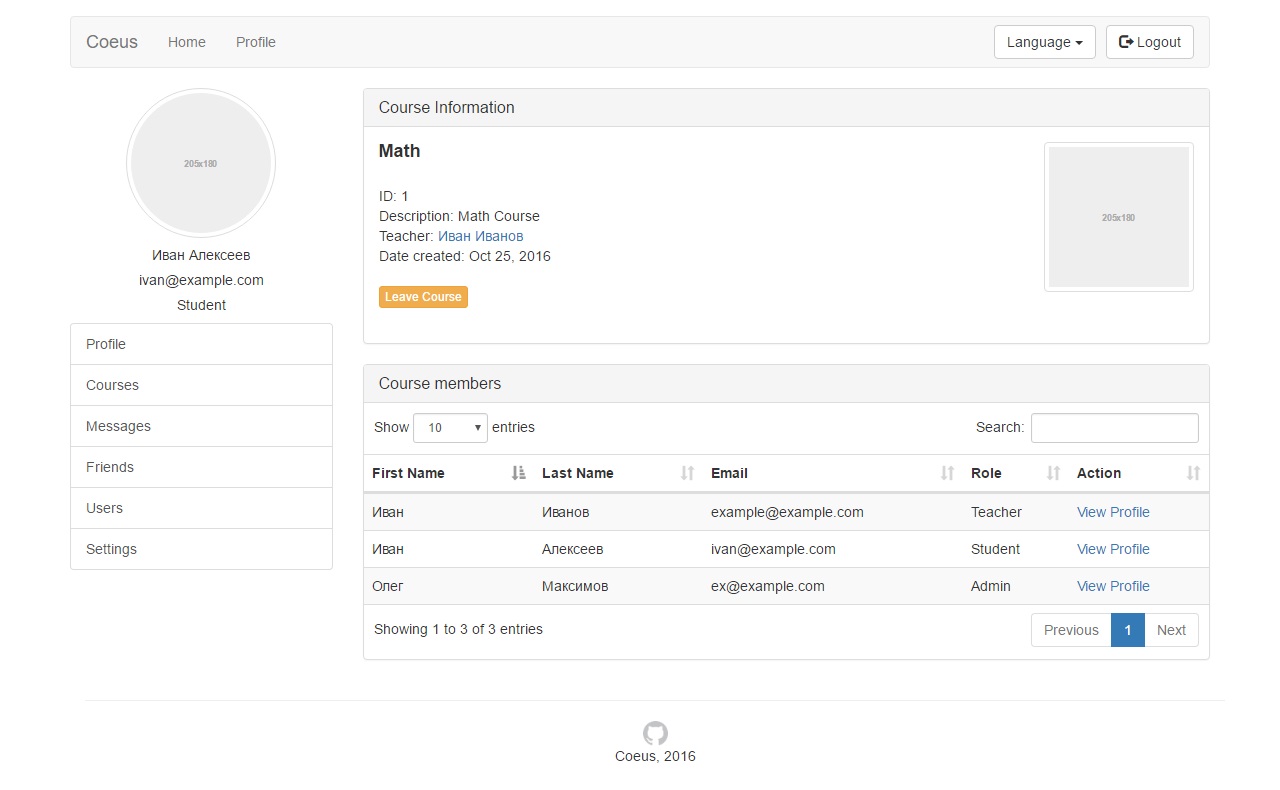 Coeus Home Profile Language Logout
205x180
Иван Алексеев
ivan@example.com
Student
Profile
Courses
Messages
Friends
Users
Settings
Course Information
Math
ID: 1
Description: Math Course
Teacher: Иван Иванов
Date created: Oct 25, 2016
Leave Course
205x180
Course members
Show 10 entries Search:
First Name Last Name Email Role Action
Иван Иванов example@example.com Teacher View Profile
Иван Алексеев ivan@example.com Student View Profile
Олег Максимов ex@example.com Admin View Profile
Showing 1 to 3 of 3 entries Previous 1 Next
Coeus, 2016